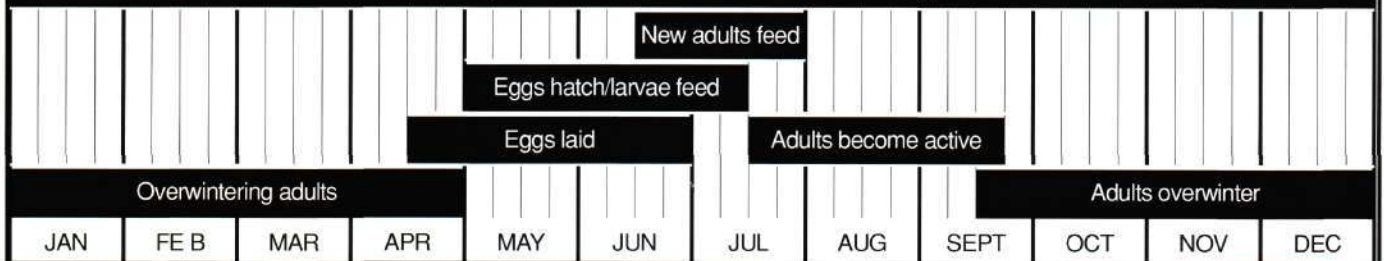 New adults feed
Eggs hatch/larvae feed
Eggs laid Adults become active
Overwintering adults Adults overwinter
JAN FE B MAR APR MAY JUN JUL AUG SEPT OCT NOV DEC